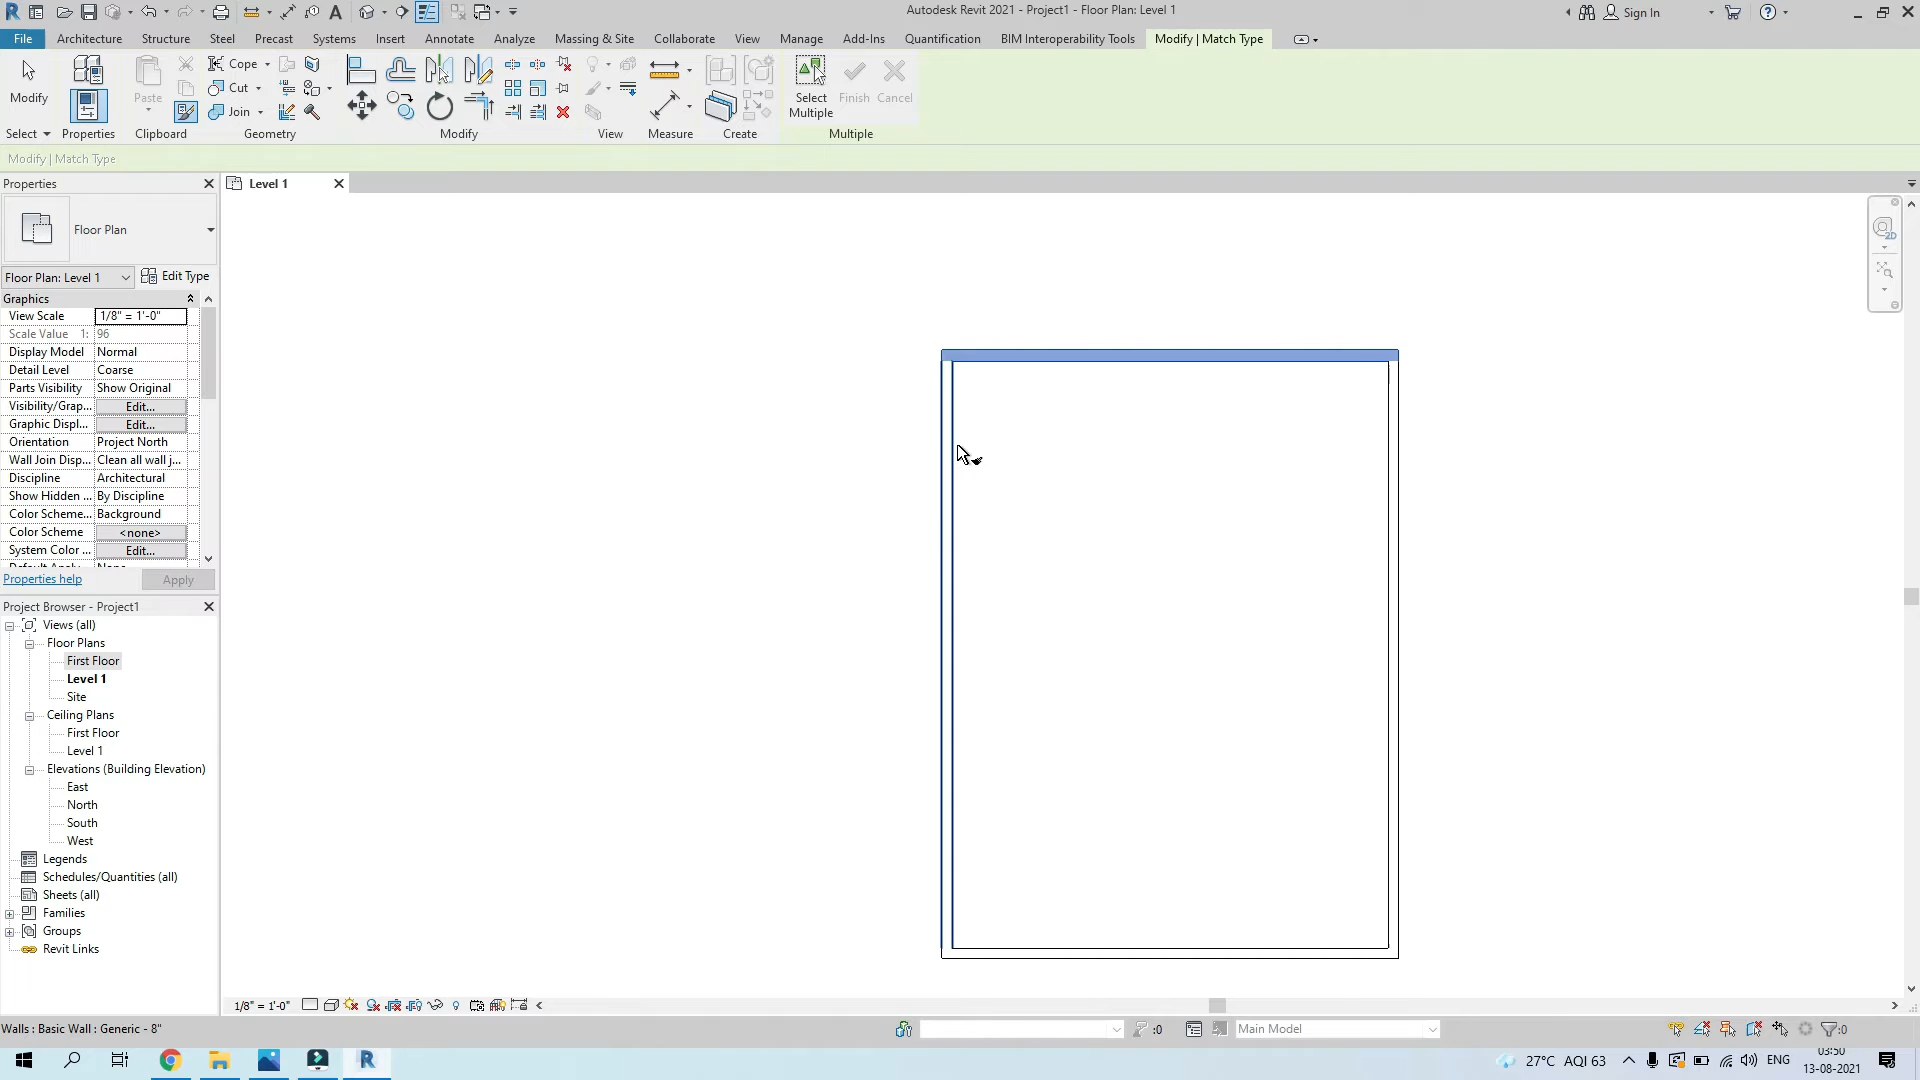 Autodesk Revit 2021 - Project1 - Floor Plan: Level 1
Sign In
File Architecture Structure Steel Precast Systems Insert Annotate Analyze Massing & Site Collaborate View Manage Add-Ins Quantification BIM Interoperability Tools Modify | Match Type
Modify
Paste
Cope
Cut
Join
Select Multiple
Finish
Cancel
Select Properties Clipboard Geometry Modify View Measure Create Multiple
Modify | Match Type
Properties
Level 1
Floor Plan
Floor Plan: Level 1
Edit Type
Graphics
View Scale 1/8" = 1'-0"
Scale Value 1: 96
Display Model Normal
Detail Level Coarse
Parts Visibility Show Original
Visibility/Grap... Edit...
Graphic Displ... Edit...
Orientation Project North
Wall Join Disp... Clean all wall j...
Discipline Architectural
Show Hidden ... By Discipline
Color Scheme... Background
Color Scheme <none>
System Color ... Edit...
Properties help
Apply
Project Browser - Project1
Views (all)
Floor Plans
First Floor
Level 1
Site
Ceiling Plans
First Floor
Level 1
Elevations (Building Elevation)
East
North
South
West
Legends
Schedules/Quantities (all)
Sheets (all)
Families
Groups
Revit Links
2D
1/8" = 1'-0"
Walls : Basic Wall : Generic - 8"
:0
Main Model
:0
27°C AQI 63
ENG
03:50
13-08-2021